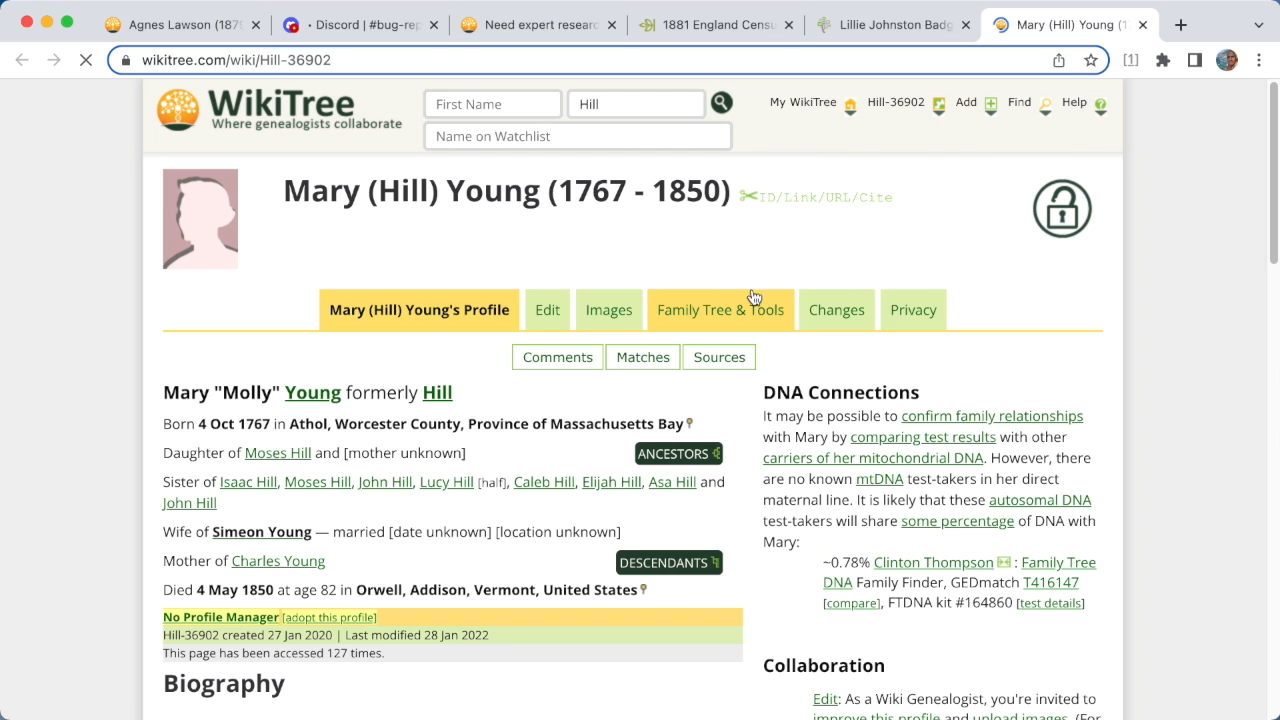 Agnes Lawson (1879
• Discord | #bug-rep
Need expert researc
1881 England Censu
Lillie Johnston Badg
Mary (Hill) Young (17
wikitree.com/wiki/Hill-36902
[1]
WikiTree
Where genealogists collaborate
First Name
Hill
Name on Watchlist
My WikiTree
Hill-36902
Add
Find
Help
?
Mary (Hill) Young (1767 - 1850)
ID/Link/URL/Cite
Mary (Hill) Young's Profile
Edit
Images
Family Tree & Tools
Changes
Privacy
Comments
Matches
Sources
Mary "Molly" Young formerly Hill
Born 4 Oct 1767 in Athol, Worcester County, Province of Massachusetts Bay
Daughter of Moses Hill and [mother unknown]
ANCESTORS
Sister of Isaac Hill, Moses Hill, John Hill, Lucy Hill [half], Caleb Hill, Elijah Hill, Asa Hill and
John Hill
Wife of Simeon Young — married [date unknown] [location unknown]
Mother of Charles Young
DESCENDANTS
Died 4 May 1850 at age 82 in Orwell, Addison, Vermont, United States
No Profile Manager [adopt this profile]
Hill-36902 created 27 Jan 2020 | Last modified 28 Jan 2022
This page has been accessed 127 times.
Biography
DNA Connections
It may be possible to confirm family relationships
with Mary by comparing test results with other
carriers of her mitochondrial DNA. However, there
are no known mtDNA test-takers in her direct
maternal line. It is likely that these autosomal DNA
test-takers will share some percentage of DNA with
Mary:
~0.78% Clinton Thompson : Family Tree
DNA Family Finder, GEDmatch T416147
[compare], FTDNA kit #164860 [test details]
Collaboration
Edit: As a Wiki Genealogist, you're invited to
improve this profile and upload images. (For